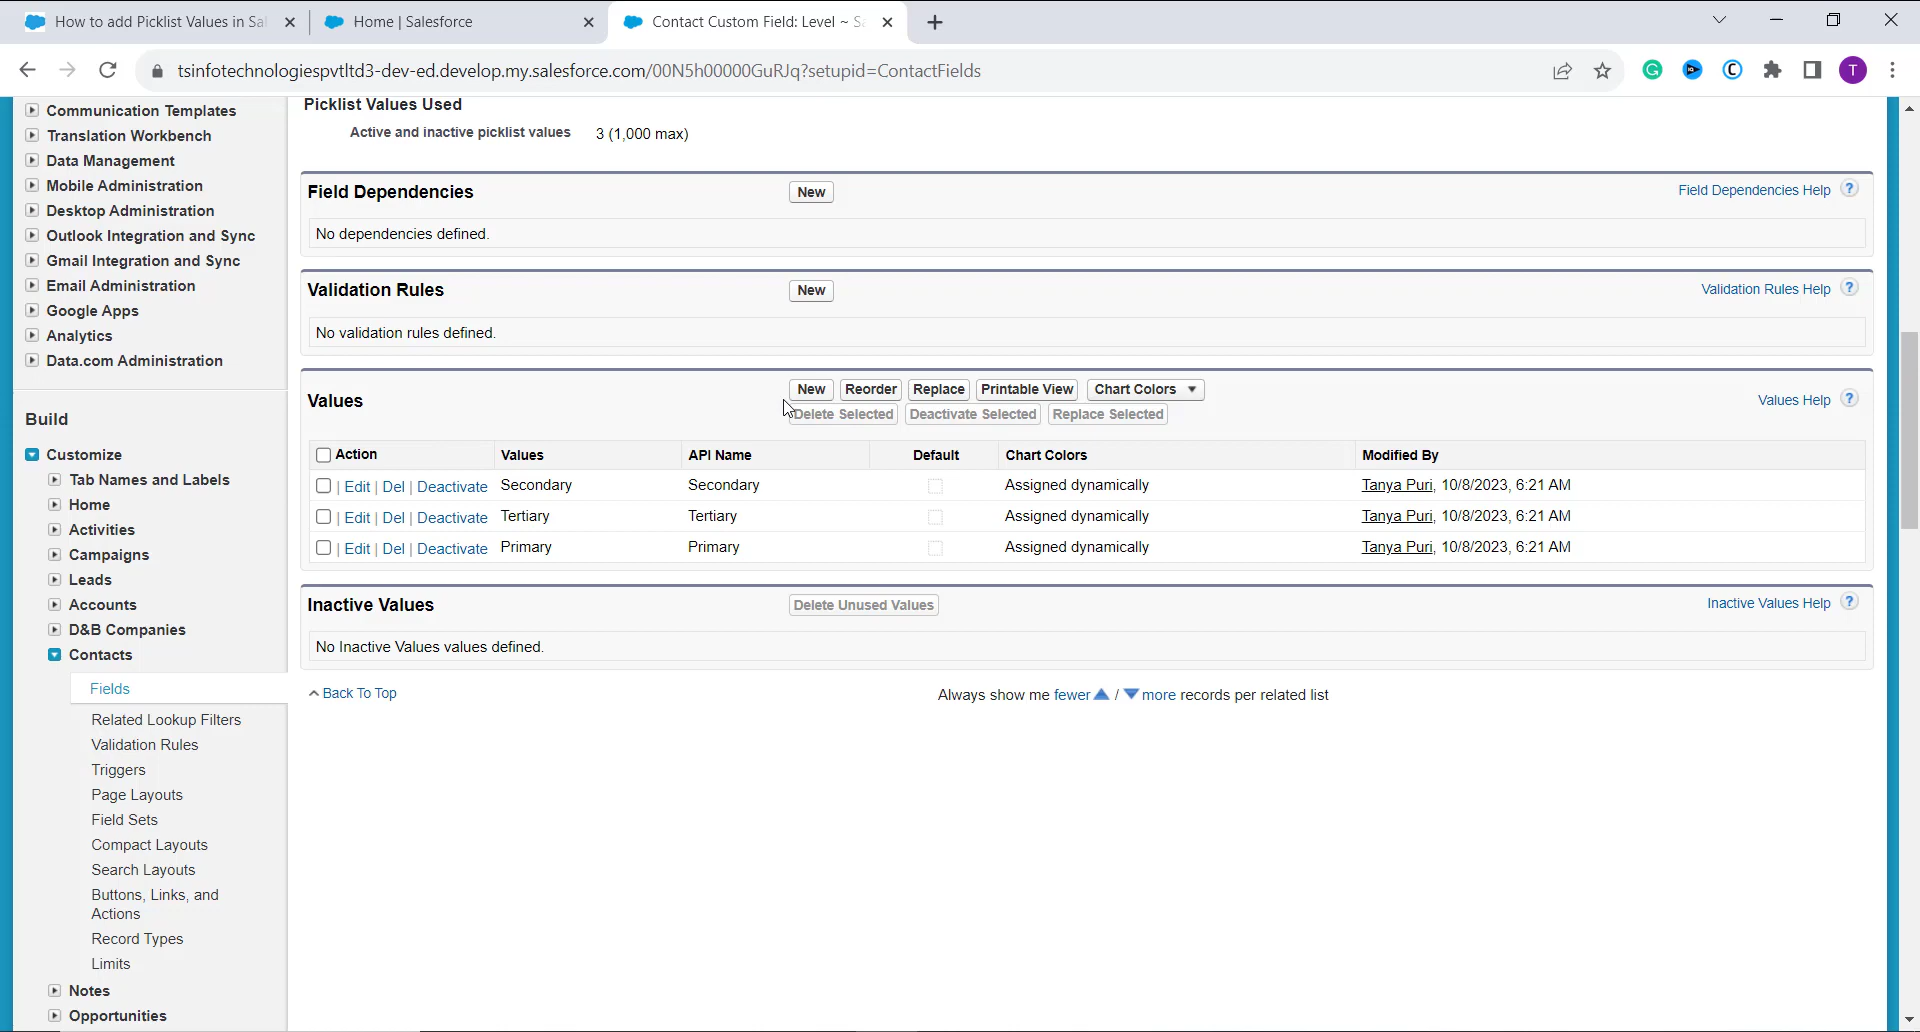 How to add Picklist Values in Sa
Home | Salesforce
Contact Custom Field: Level ~ Sa
tsinfotechnologiespvtltd3-dev-ed.develop.my.salesforce.com/00N5h00000GuRJq?setupid=ContactFields
T
Communication Templates
Translation Workbench
Data Management
Mobile Administration
Desktop Administration
Outlook Integration and Sync
Gmail Integration and Sync
Email Administration
Google Apps
Analytics
Data.com Administration
Build
Customize
Tab Names and Labels
Home
Activities
Campaigns
Leads
Accounts
D&B Companies
Contacts
Fields
Related Lookup Filters
Validation Rules
Triggers
Page Layouts
Field Sets
Compact Layouts
Search Layouts
Buttons, Links, and
Actions
Record Types
Limits
Notes
Opportunities
Picklist Values Used
Active and inactive picklist values 3 (1,000 max)
Field Dependencies New Field Dependencies Help ?
No dependencies defined.
Validation Rules New Validation Rules Help ?
No validation rules defined.
Values New Reorder Replace Printable View Chart Colors Values Help ?
Delete Selected Deactivate Selected Replace Selected
Action Values API Name Default Chart Colors Modified By
| Edit | Del | Deactivate Secondary Secondary Assigned dynamically Tanya Puri, 10/8/2023, 6:21 AM
| Edit | Del | Deactivate Tertiary Tertiary Assigned dynamically Tanya Puri, 10/8/2023, 6:21 AM
| Edit | Del | Deactivate Primary Primary Assigned dynamically Tanya Puri, 10/8/2023, 6:21 AM
Inactive Values Delete Unused Values Inactive Values Help ?
No Inactive Values values defined.
Back To Top Always show me fewer / more records per related list